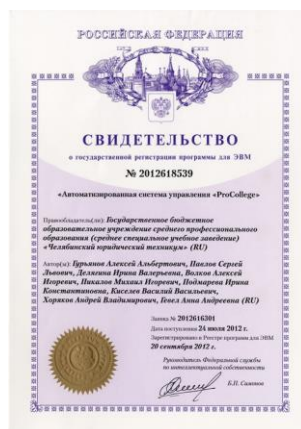 РОССИЙСКАЯ ФЕДЕРАЦИЯ
СВИДЕТЕЛЬСТВО
о государственной регистрации программы для ЭВМ
№ 2012618539
«Автоматизированная система управления «ProCollege»
Правообладатель(ли): Государственное бюджетное
образовательное учреждение среднего профессионального
образования (среднее специальное учебное заведение)
«Челябинский юридический техникум» (RU)
Автор(ы): Гурьянов Алексей Альбертович, Павлов Сергей
Львович, Делягина Ирина Валерьевна, Волков Алексей
Игоревич, Цикалов Михаил Игоревич, Подмарева Ирина
Константиновна, Киселев Василий Васильевич,
Хоряков Андрей Владимирович, Гевел Анна Андреевна (RU)
Заявка № 2012616301
Дата поступления 24 июля 2012 г.
Зарегистрировано в Реестре программ для ЭВМ
20 сентября 2012 г.
Руководитель Федеральной службы
по интеллектуальной собственности
Б.П. Симонов